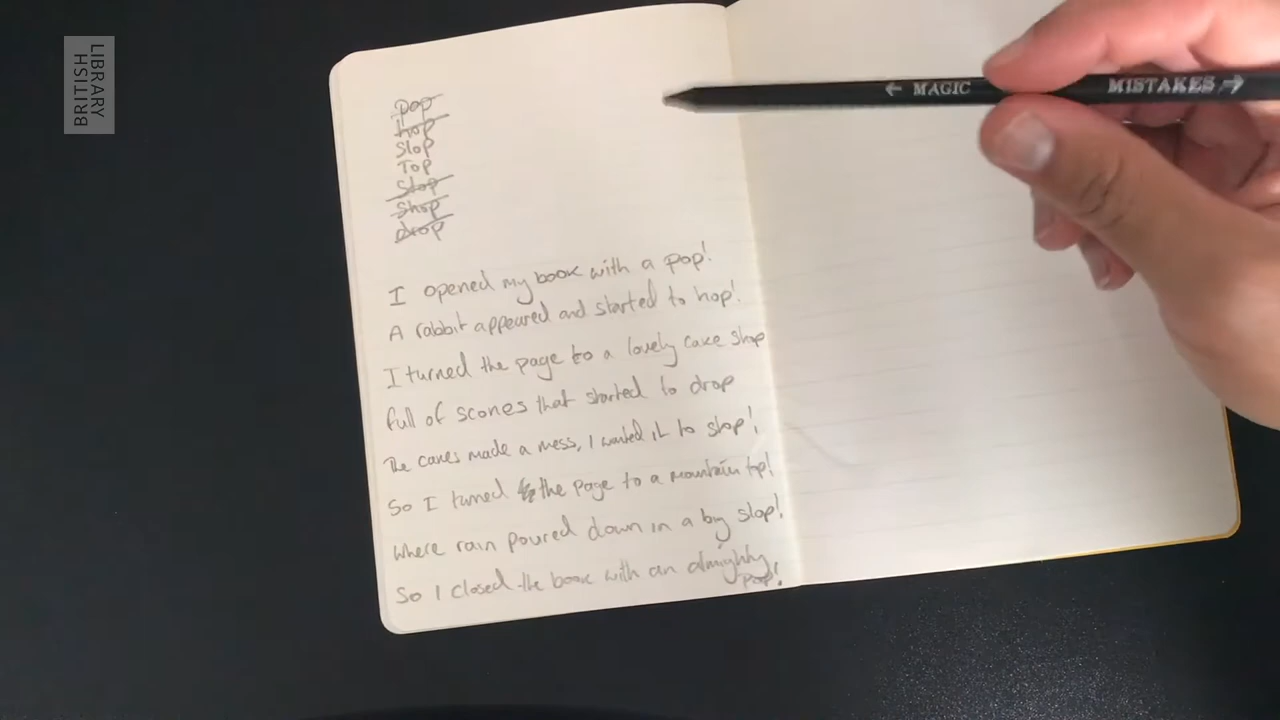 BRITISH
LIBRARY
← MAGIC MISTAKES →
pop
hop
Slop
Top
Stop
Shop
drop
I opened my book with a pop!
A rabbit appeared and started to hop!
I turned the page to a lovely cake shop
full of scones that started to drop
The cakes made a mess, I wanted it to stop!
So I turned the page to a mountain top!
Where rain poured down in a big slop!
So I closed the book with an almighty
pop!